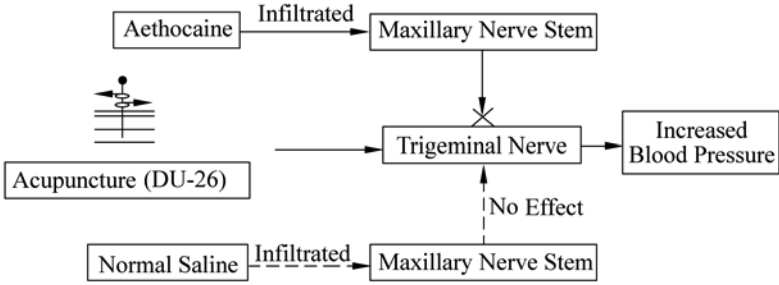 Infiltrated
Aethocaine
Maxillary Nerve Stem
Acupuncture (DU-26)
Trigeminal Nerve
Increased
Blood Pressure
No Effect
Normal Saline
Infiltrated
Maxillary Nerve Stem